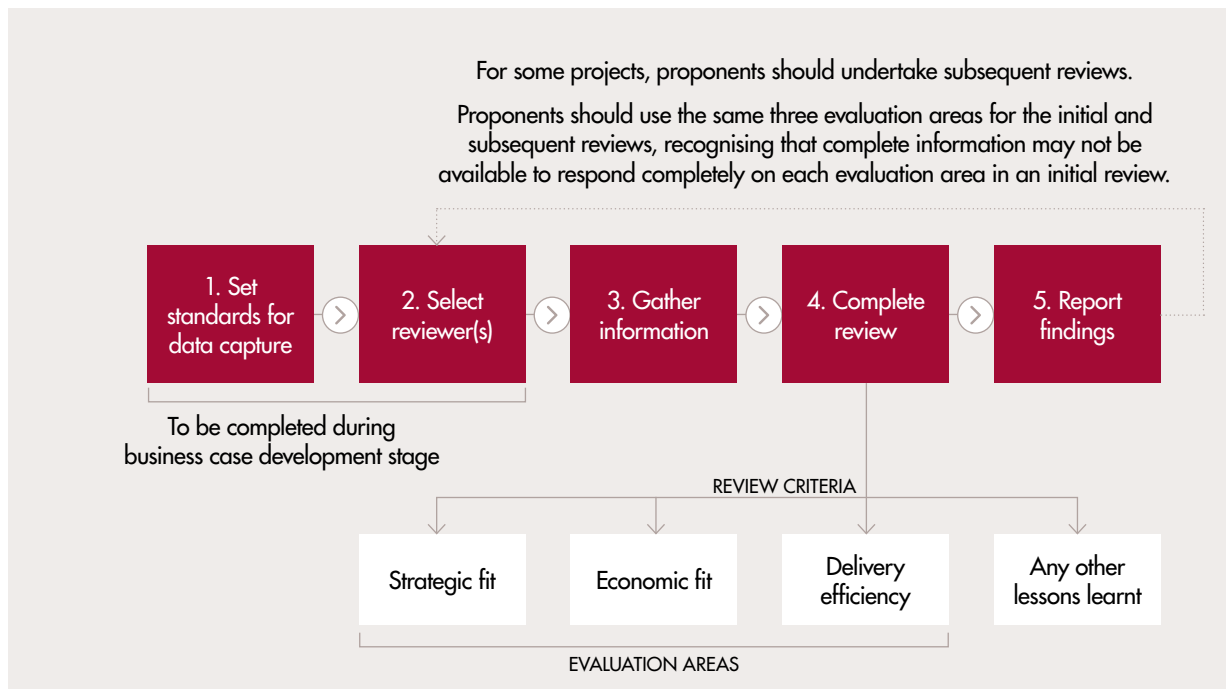 For some projects, proponents should undertake subsequent reviews.
Proponents should use the same three evaluation areas for the initial and
subsequent reviews, recognising that complete information may not be
available to respond completely on each evaluation area in an initial review.
1. Set
standards for
data capture
2. Select
reviewer(s)
3. Gather
information
4. Complete
review
5. Report
findings
To be completed during
business case development stage
REVIEW CRITERIA
Strategic fit
Economic fit
Delivery
efficiency
Any other
lessons learnt
EVALUATION AREAS